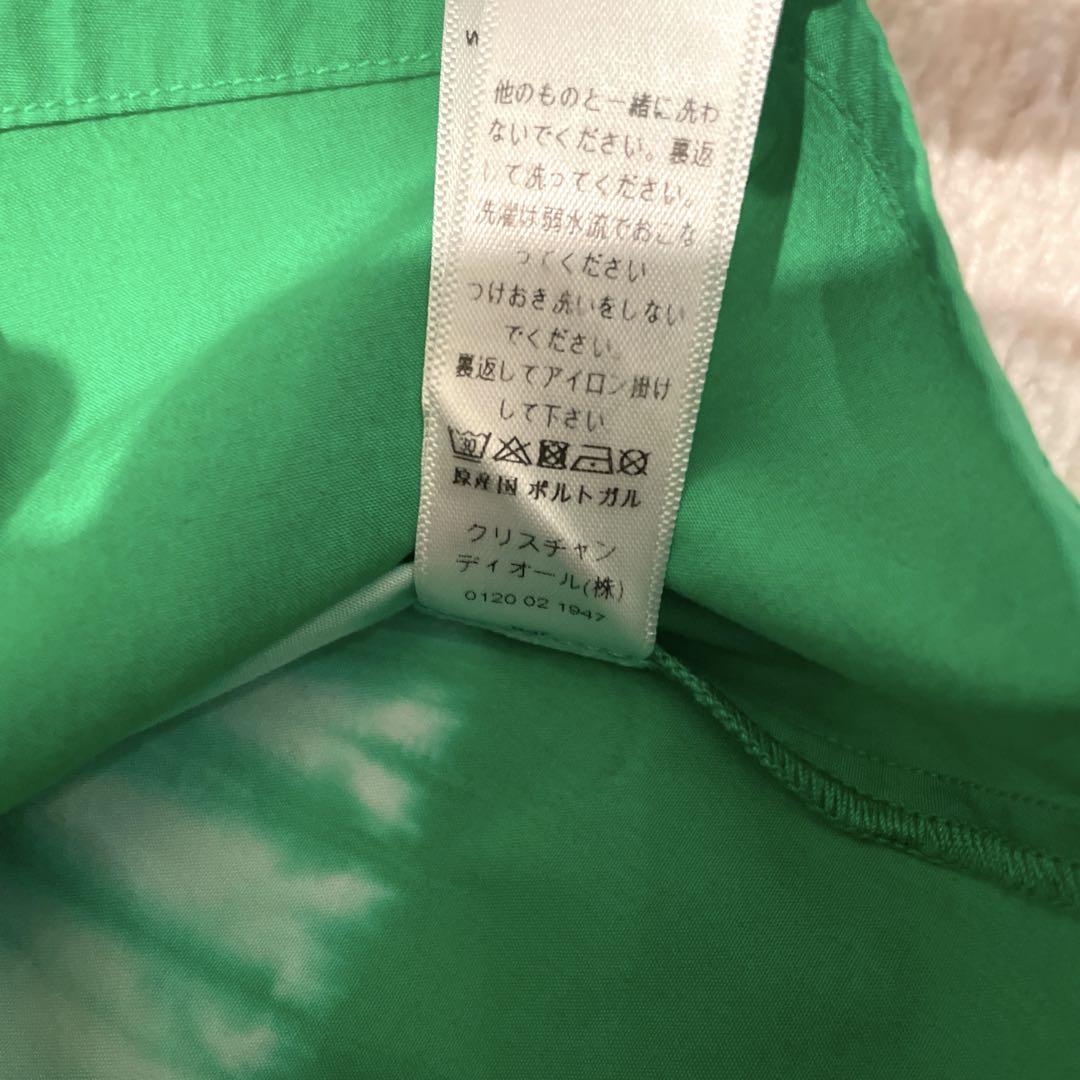 S
他のものと一緒に洗わ
ないでください。裏返
して洗ってください。
洗濯は弱水流でおこな
ってください
つけおき洗いをしない
でください。
裏返してアイロン掛け
して下さい
30
原産国 ポルトガル
クリスチャン
ディオール(株)
0120 02 1947